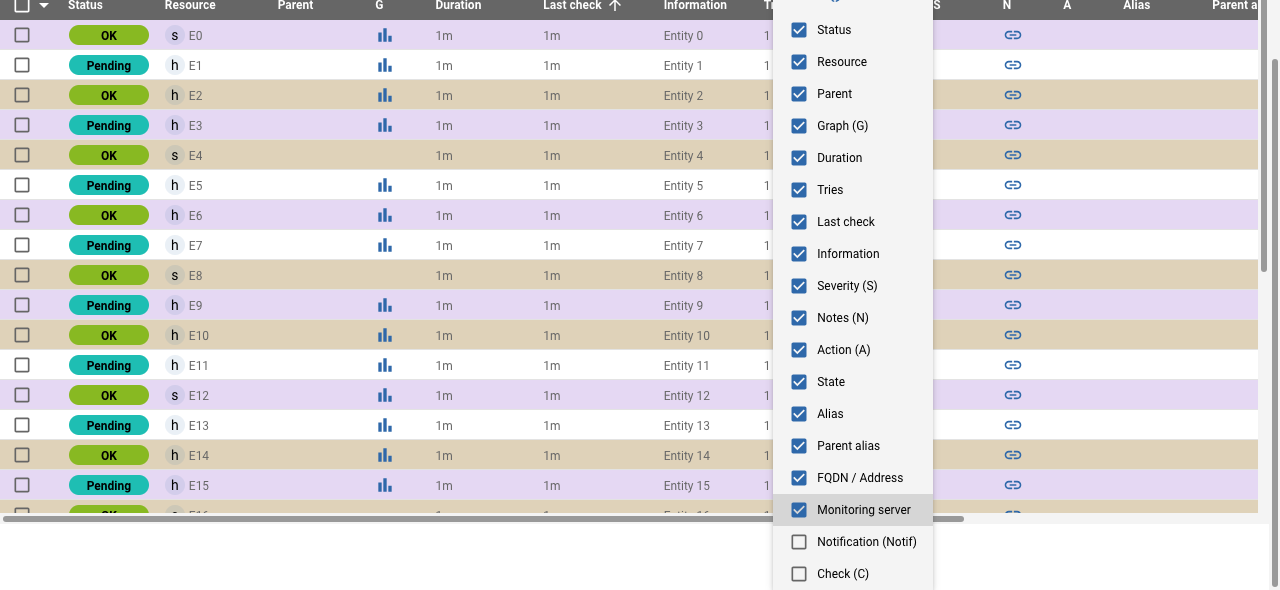 Status Resource Parent G Duration Last check Information S N A Alias
OK s E0 1m 1m Entity 0 1
Pending h E1 1m 1m Entity 1 1
OK h E2 1m 1m Entity 2 1
Pending h E3 1m 1m Entity 3 1
OK s E4 1m 1m Entity 4 1
Pending h E5 1m 1m Entity 5 1
OK h E6 1m 1m Entity 6 1
Pending h E7 1m 1m Entity 7 1
OK s E8 1m 1m Entity 8 1
Pending h E9 1m 1m Entity 9 1
OK h E10 1m 1m Entity 10 1
Pending h E11 1m 1m Entity 11 1
OK s E12 1m 1m Entity 12 1
Pending h E13 1m 1m Entity 13 1
OK h E14 1m 1m Entity 14 1
Pending h E15 1m 1m Entity 15 1
Status
Resource
Parent
Graph (G)
Duration
Tries
Last check
Information
Severity (S)
Notes (N)
Action (A)
State
Alias
Parent alias
FQDN / Address
Monitoring server
Notification (Notif)
Check (C)